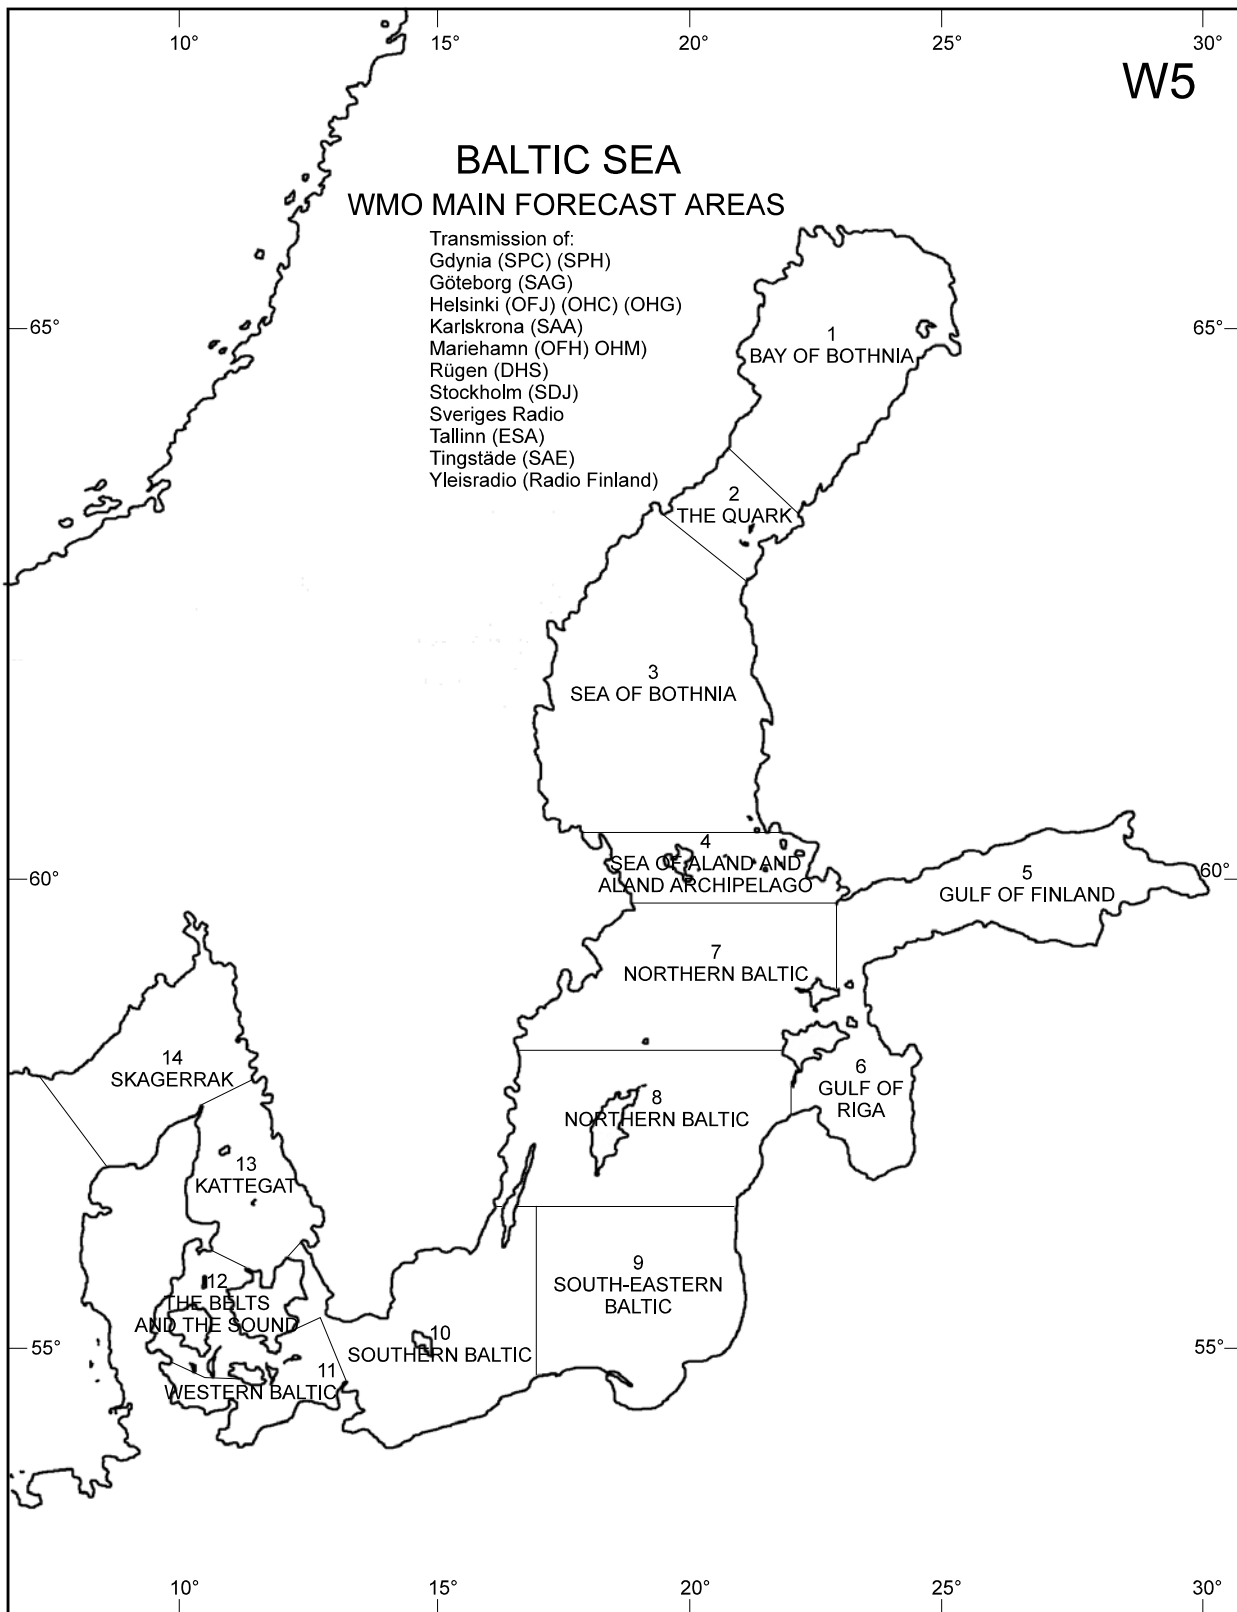 10°
15°
20°
25°
30°
W5
BALTIC SEA
WMO MAIN FORECAST AREAS
Transmission of:
Gdynia (SPC) (SPH)
Göteborg (SAG)
Helsinki (OFJ) (OHC) (OHG)
Karlskrona (SAA)
Mariehamn (OFH) OHM)
Rügen (DHS)
Stockholm (SDJ)
Sveriges Radio
Tallinn (ESA)
Tingstäde (SAE)
Yleisradio (Radio Finland)
65°
65°
1
BAY OF BOTHNIA
2
THE QUARK
3
SEA OF BOTHNIA
4
SEA OF ALAND AND
ALAND ARCHIPELAGO
60°
60°
5
GULF OF FINLAND
7
NORTHERN BALTIC
14
SKAGERRAK
6
GULF OF
RIGA
8
NORTHERN BALTIC
13
KATTEGAT
9
SOUTH-EASTERN
BALTIC
12
THE BELTS
AND THE SOUND
10
SOUTHERN BALTIC
55°
55°
11
WESTERN BALTIC
10°
15°
20°
25°
30°